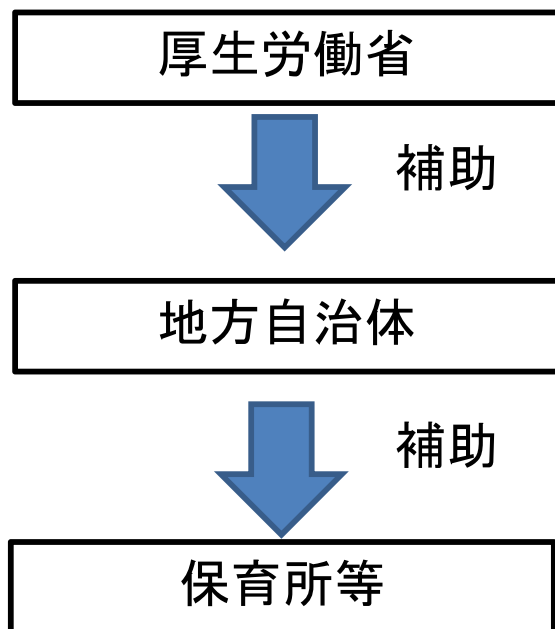 厚生労働省
補助
地方自治体
補助
保育所等